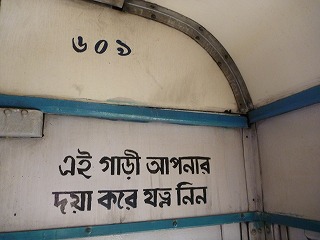 ৬০৯
এই গাড়ী আপনার
দয়া করে যত্ন নিন